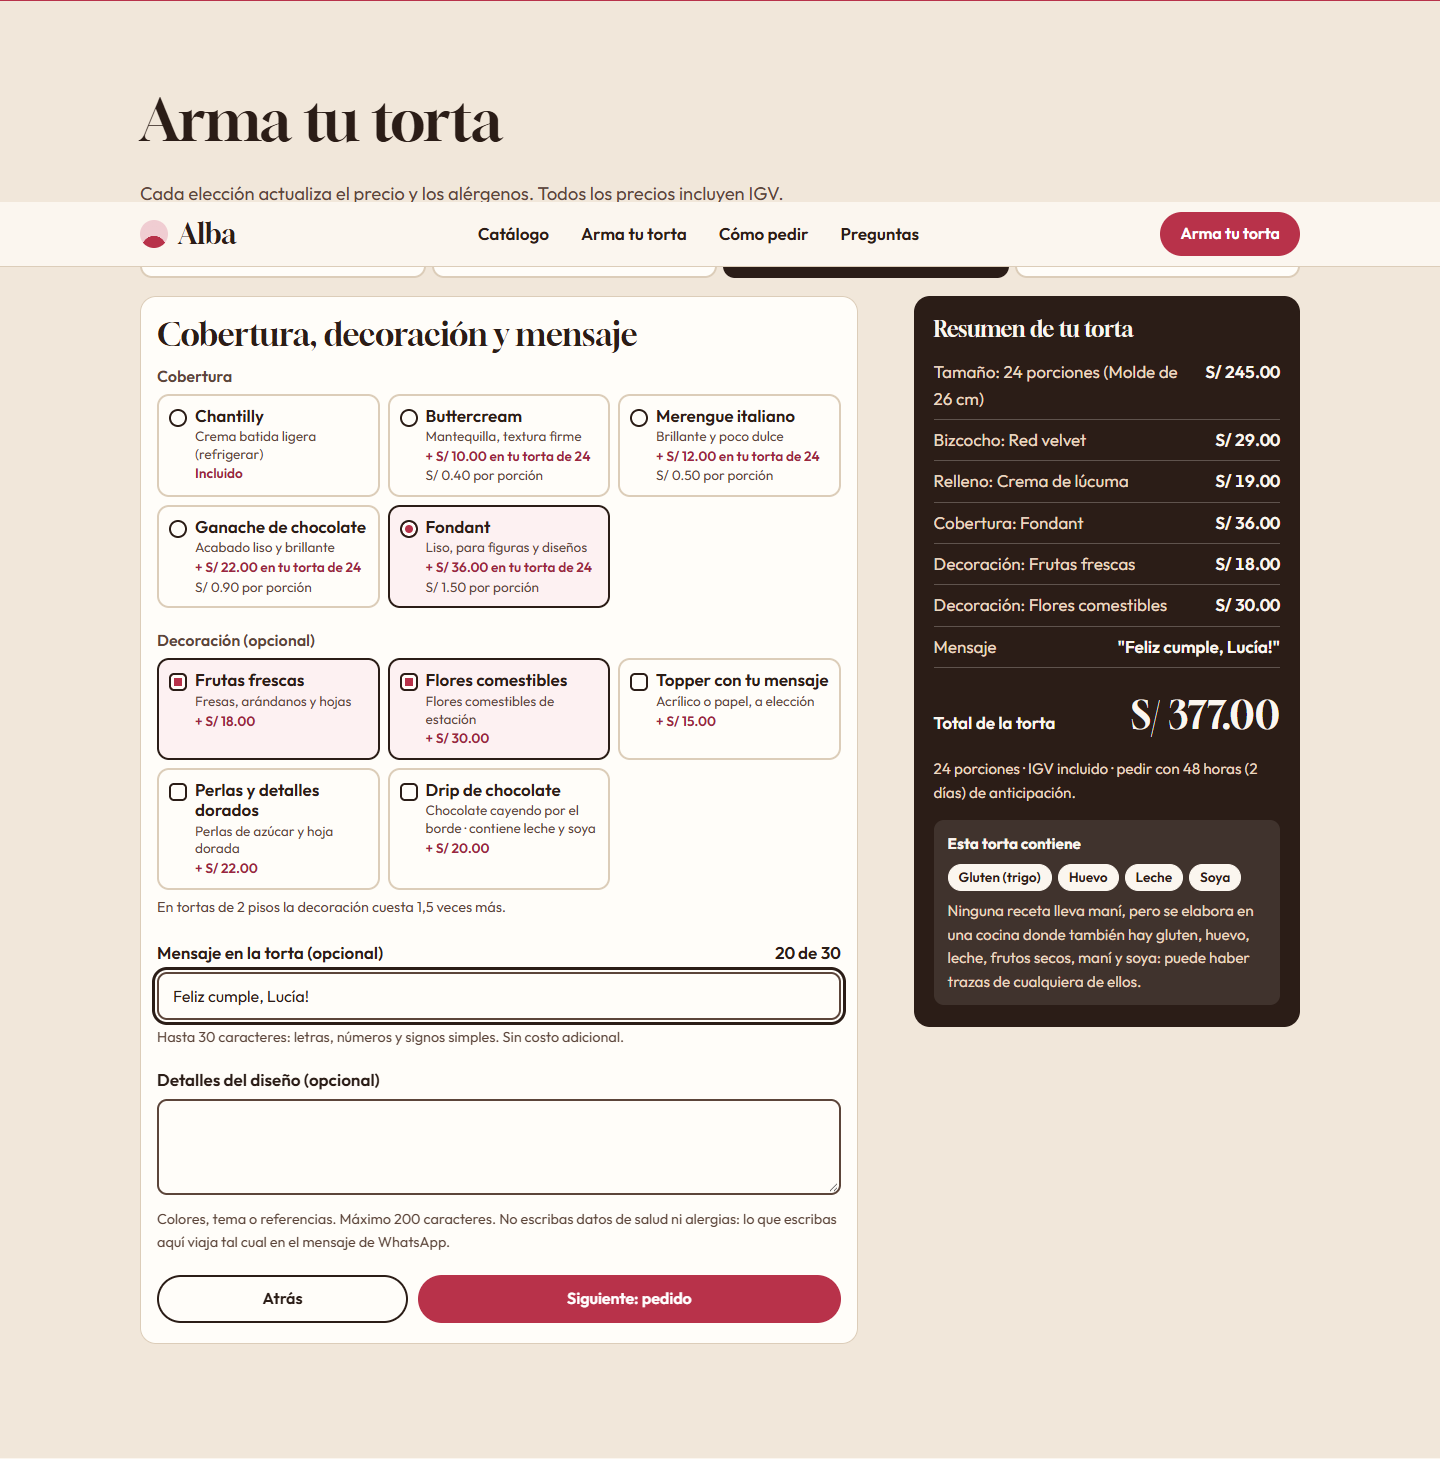 Arma tu torta
Cada elección actualiza el precio y los alérgenos. Todos los precios incluyen IGV.
Alba
Catálogo
Arma tu torta
Cómo pedir
Preguntas
Arma tu torta
Cobertura, decoración y mensaje
Cobertura
Chantilly
Crema batida ligera
(refrigerar)
Incluido
Buttercream
Mantequilla, textura firme
+ S/ 10.00 en tu torta de 24
S/ 0.40 por porción
Merengue italiano
Brillante y poco dulce
+ S/ 12.00 en tu torta de 24
S/ 0.50 por porción
Ganache de chocolate
Acabado liso y brillante
+ S/ 22.00 en tu torta de 24
S/ 0.90 por porción
Fondant
Liso, para figuras y diseños
+ S/ 36.00 en tu torta de 24
S/ 1.50 por porción
Decoración (opcional)
Frutas frescas
Fresas, arándanos y hojas
+ S/ 18.00
Flores comestibles
Flores comestibles de
estación
+ S/ 30.00
Topper con tu mensaje
Acrílico o papel, a elección
+ S/ 15.00
Perlas y detalles
dorados
Perlas de azúcar y hoja
dorada
+ S/ 22.00
Drip de chocolate
Chocolate cayendo por el
borde · contiene leche y soya
+ S/ 20.00
En tortas de 2 pisos la decoración cuesta 1,5 veces más.
Mensaje en la torta (opcional)
20 de 30
Feliz cumple, Lucía!
Hasta 30 caracteres: letras, números y signos simples. Sin costo adicional.
Detalles del diseño (opcional)
Colores, tema o referencias. Máximo 200 caracteres. No escribas datos de salud ni alergias: lo que escribas
aquí viaja tal cual en el mensaje de WhatsApp.
Atrás
Siguiente: pedido
Resumen de tu torta
Tamaño: 24 porciones (Molde de
26 cm)
S/ 245.00
Bizcocho: Red velvet
S/ 29.00
Relleno: Crema de lúcuma
S/ 19.00
Cobertura: Fondant
S/ 36.00
Decoración: Frutas frescas
S/ 18.00
Decoración: Flores comestibles
S/ 30.00
Mensaje
"Feliz cumple, Lucía!"
Total de la torta
S/ 377.00
24 porciones · IGV incluido · pedir con 48 horas (2
días) de anticipación.
Esta torta contiene
Gluten (trigo)
Huevo
Leche
Soya
Ninguna receta lleva maní, pero se elabora en
una cocina donde también hay gluten, huevo,
leche, frutos secos, maní y soya: puede haber
trazas de cualquiera de ellos.